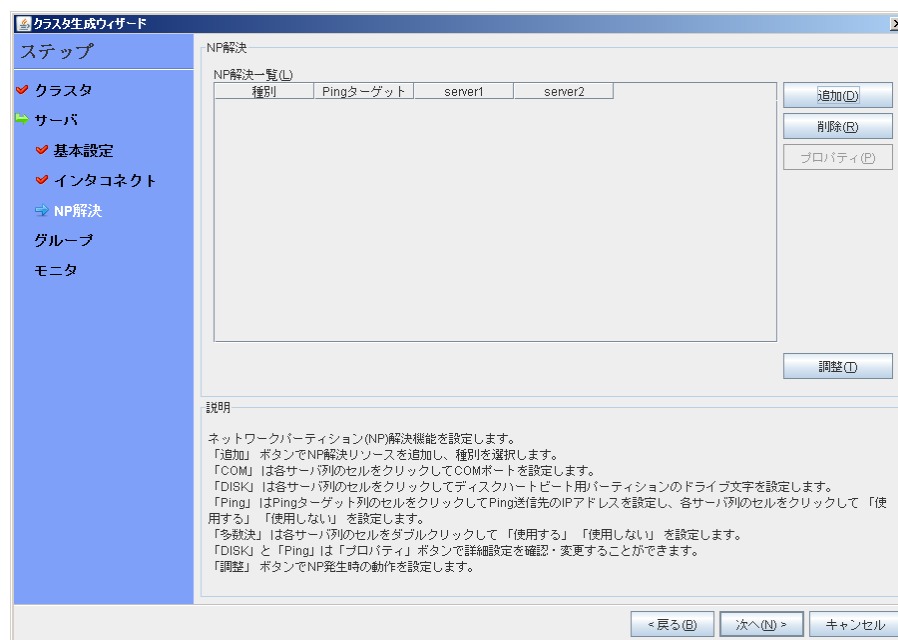 クラスタ生成ウィザード
ステップ
クラスタ
サーバ
基本設定
インタコネクト
NP解決
グループ
モニタ
NP解決
NP解決一覧(L)
種別 Pingターゲット server1 server2
追加(D)
削除(R)
プロパティ(P)
調整(T)
説明
ネットワークパーティション(NP)解決機能を設定します。
「追加」 ボタンでNP解決リソースを追加し、種別を選択します。
「COM」は各サーバ列のセルをクリックしてCOMポートを設定します。
「DISK」は各サーバ列のセルをクリックしてディスクハートビート用パーティションのドライブ文字を設定します。
「Ping」はPingターゲット列のセルをクリックしてPing送信先のIPアドレスを設定し、各サーバ列のセルをクリックして 「使
用する」 「使用しない」 を設定します。
「多数決」は各サーバ列のセルをダブルクリックして 「使用する」 「使用しない」 を設定します。
「DISK」と「Ping」は「プロパティ」ボタンで詳細設定を確認・変更することができます。
「調整」 ボタンでNP発生時の動作を設定します。
<戻る(B) 次へ(N)> キャンセル